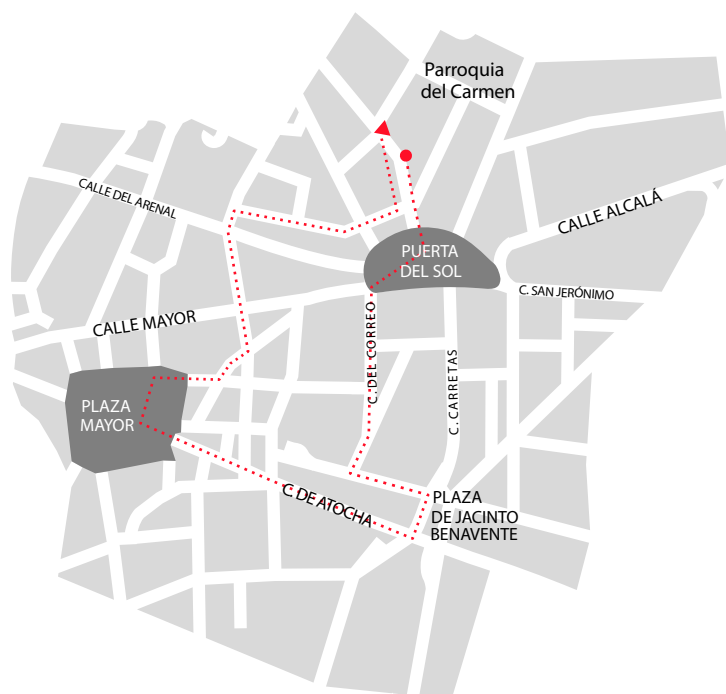 Parroquia
del Carmen
CALLE DEL ARENAL
CALLE ALCALÁ
PUERTA
DEL SOL
C. SAN JERÓNIMO
CALLE MAYOR
C. DEL CORREO
C. CARRETAS
PLAZA
MAYOR
C. DE ATOCHA
PLAZA
DE JACINTO
BENAVENTE